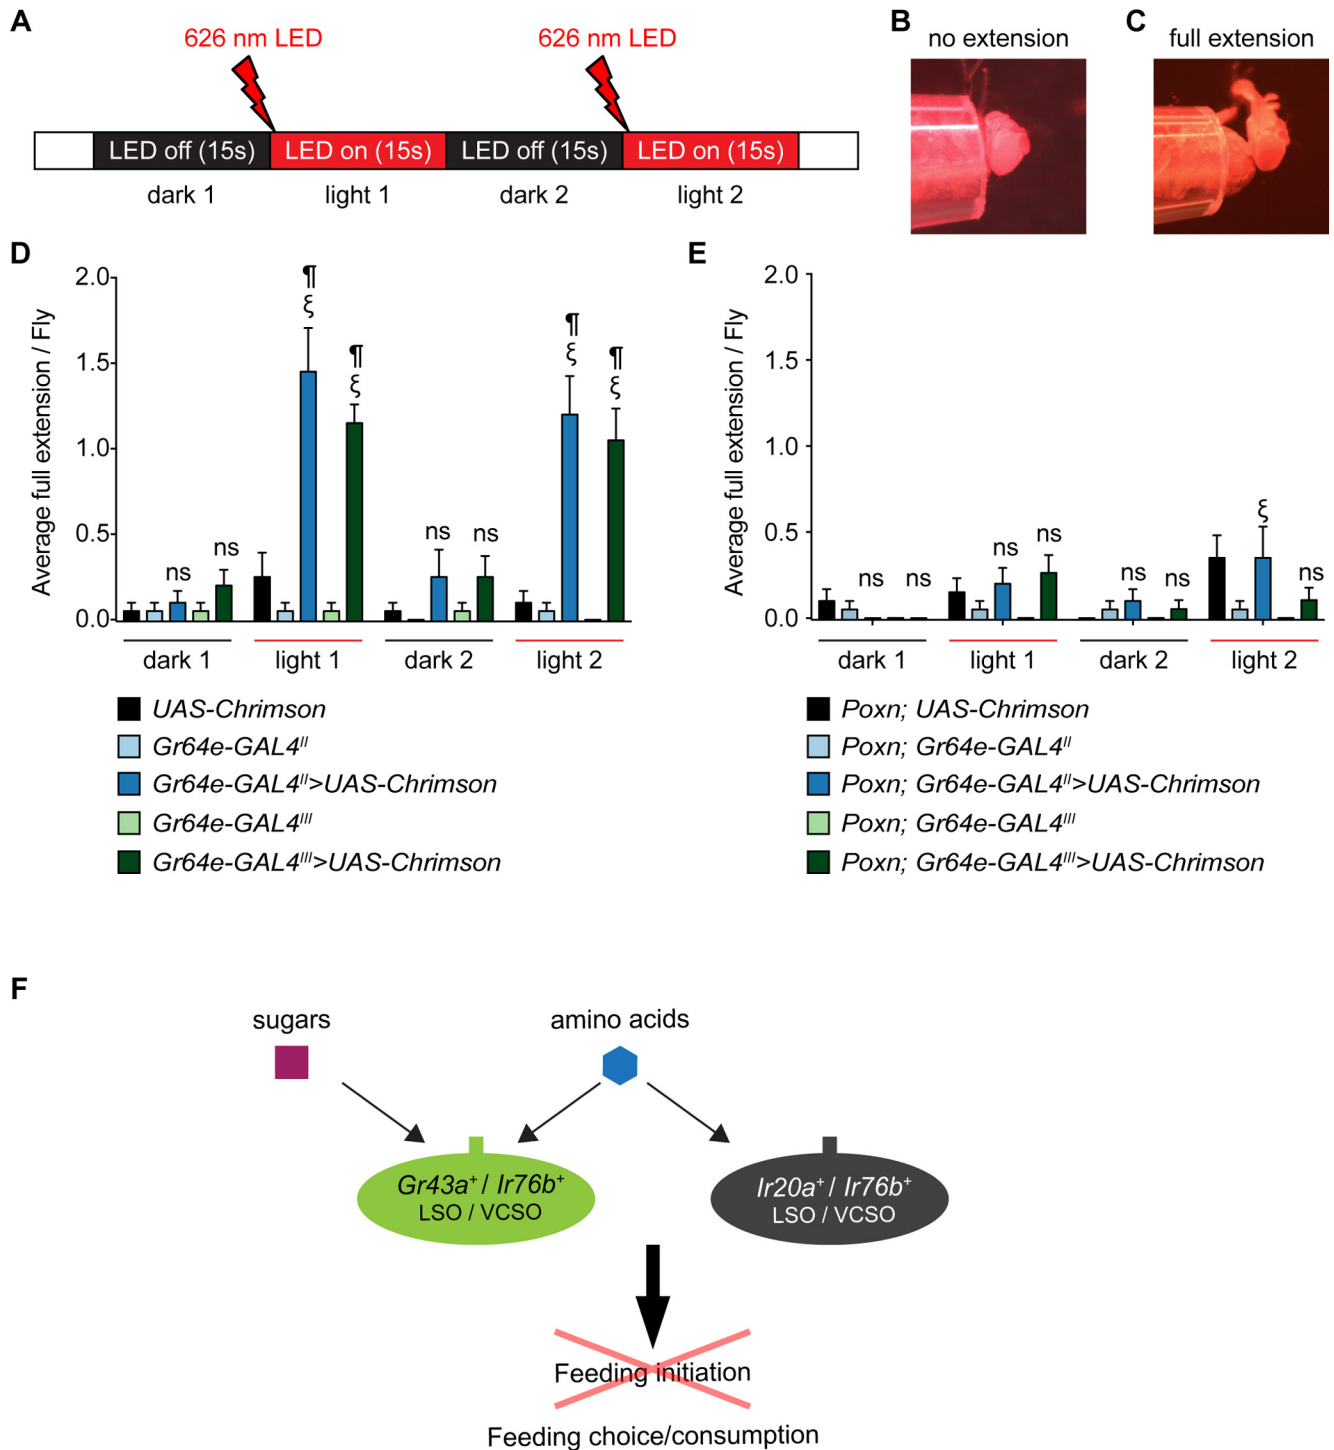 A
626 nm LED
626 nm LED
LED off (15s)
LED on (15s)
LED off (15s)
LED on (15s)
dark 1
light 1
dark 2
light 2
B
no extension
C
full extension
D
Average full extension / Fly
2.0
1.5
1.0
0.5
0.0
ns
ns
¶
ξ
¶
ξ
ns
ns
¶
ξ
¶
ξ
dark 1
light 1
dark 2
light 2
UAS-Chrimson
Gr64e-GAL4ᴵᴵ
Gr64e-GAL4ᴵᴵ>UAS-Chrimson
Gr64e-GAL4ᴵᴵᴵ
Gr64e-GAL4ᴵᴵᴵ>UAS-Chrimson
E
Average full extension / Fly
2.0
1.5
1.0
0.5
0.0
ns
ns
ns
ns
ns
ns
ξ
ns
dark 1
light 1
dark 2
light 2
Poxn; UAS-Chrimson
Poxn; Gr64e-GAL4ᴵᴵ
Poxn; Gr64e-GAL4ᴵᴵ>UAS-Chrimson
Poxn; Gr64e-GAL4ᴵᴵᴵ
Poxn; Gr64e-GAL4ᴵᴵᴵ>UAS-Chrimson
F
sugars
amino acids
Gr43a⁺ / Ir76b⁺
LSO / VCSO
Ir20a⁺ / Ir76b⁺
LSO / VCSO
Feeding initiation
Feeding choice/consumption